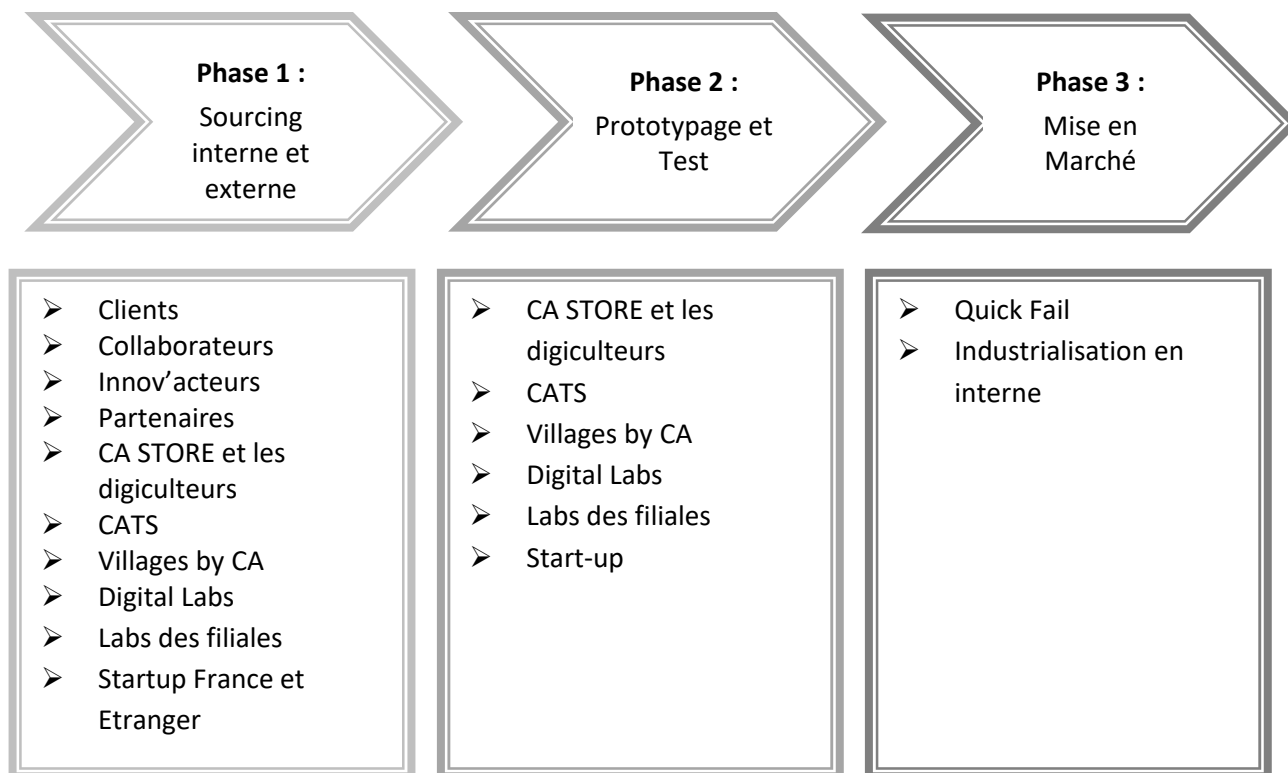 Phase 1 :
Sourcing
interne et
externe
Phase 2 :
Prototypage et
Test
Phase 3 :
Mise en
Marché
➢ Clients
➢ Collaborateurs
➢ Innov’acteurs
➢ Partenaires
➢ CA STORE et les
digiculteurs
➢ CATS
➢ Villages by CA
➢ Digital Labs
➢ Labs des filiales
➢ Startup France et
Etranger
➢ CA STORE et les
digiculteurs
➢ CATS
➢ Villages by CA
➢ Digital Labs
➢ Labs des filiales
➢ Start-up
➢ Quick Fail
➢ Industrialisation en
interne